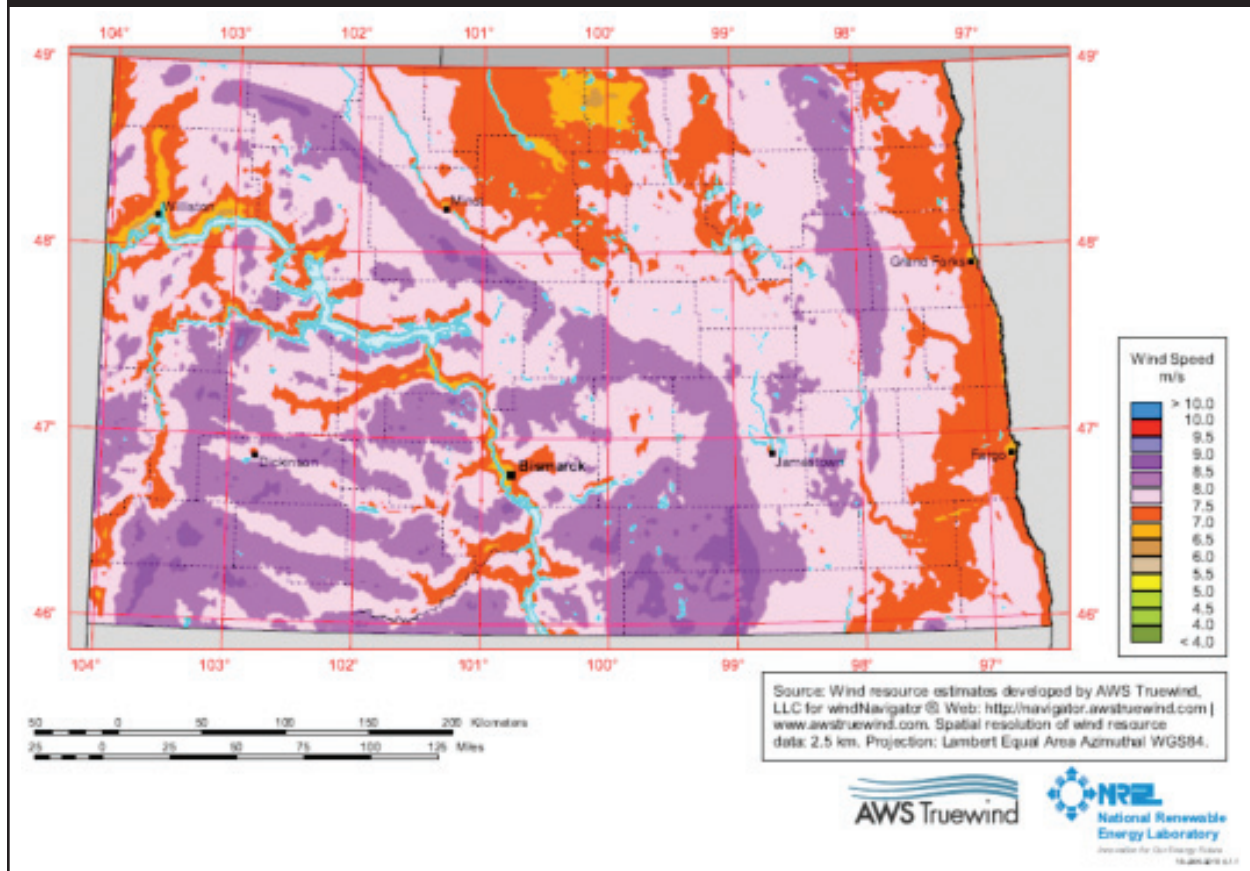 104° 103° 102° 101° 100° 99° 98° 97°
49° 49°
Williston
Minot
48° 48°
Grand Forks
Wind Speed
m/s
> 10.0
10.0
9.5
9.0
8.5
8.0
7.5
7.0
6.5
6.0
5.5
5.0
4.5
4.0
< 4.0
47° 47°
Dickinson
Bismarck
Jamestown
Fargo
46° 46°
104° 103° 102° 101° 100° 99° 98° 97°
50 0 50 100 150 200 Kilometers
25 0 25 50 75 100 125 Miles
Source: Wind resource estimates developed by AWS Truewind,
LLC for windNavigator ®. Web: http://navigator.awstruewind.com |
www.awstruewind.com. Spatial resolution of wind resource
data: 2.5 km. Projection: Lambert Equal Area Azimuthal WGS84.
AWS Truewind
NREL
National Renewable
Energy Laboratory
Innovation for Our Energy Future